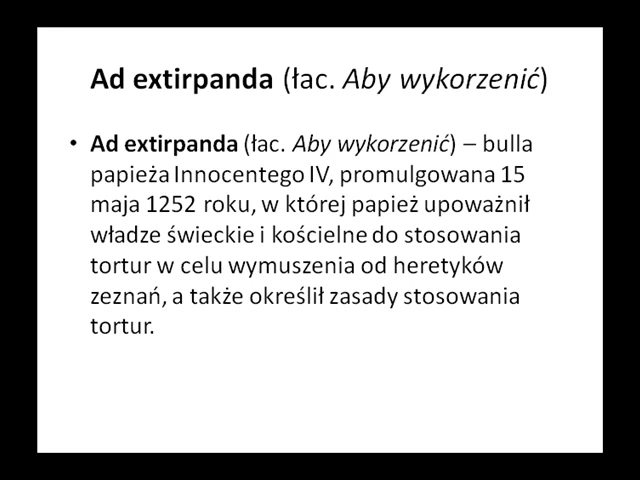 Ad extirpanda (łac. Aby wykorzenić)
• Ad extirpanda (łac. Aby wykorzenić) – bulla
papieża Innocentego IV, promulgowana 15
maja 1252 roku, w której papież upoważnił
władze świeckie i kościelne do stosowania
tortur w celu wymuszenia od heretyków
zeznań, a także określił zasady stosowania
tortur.